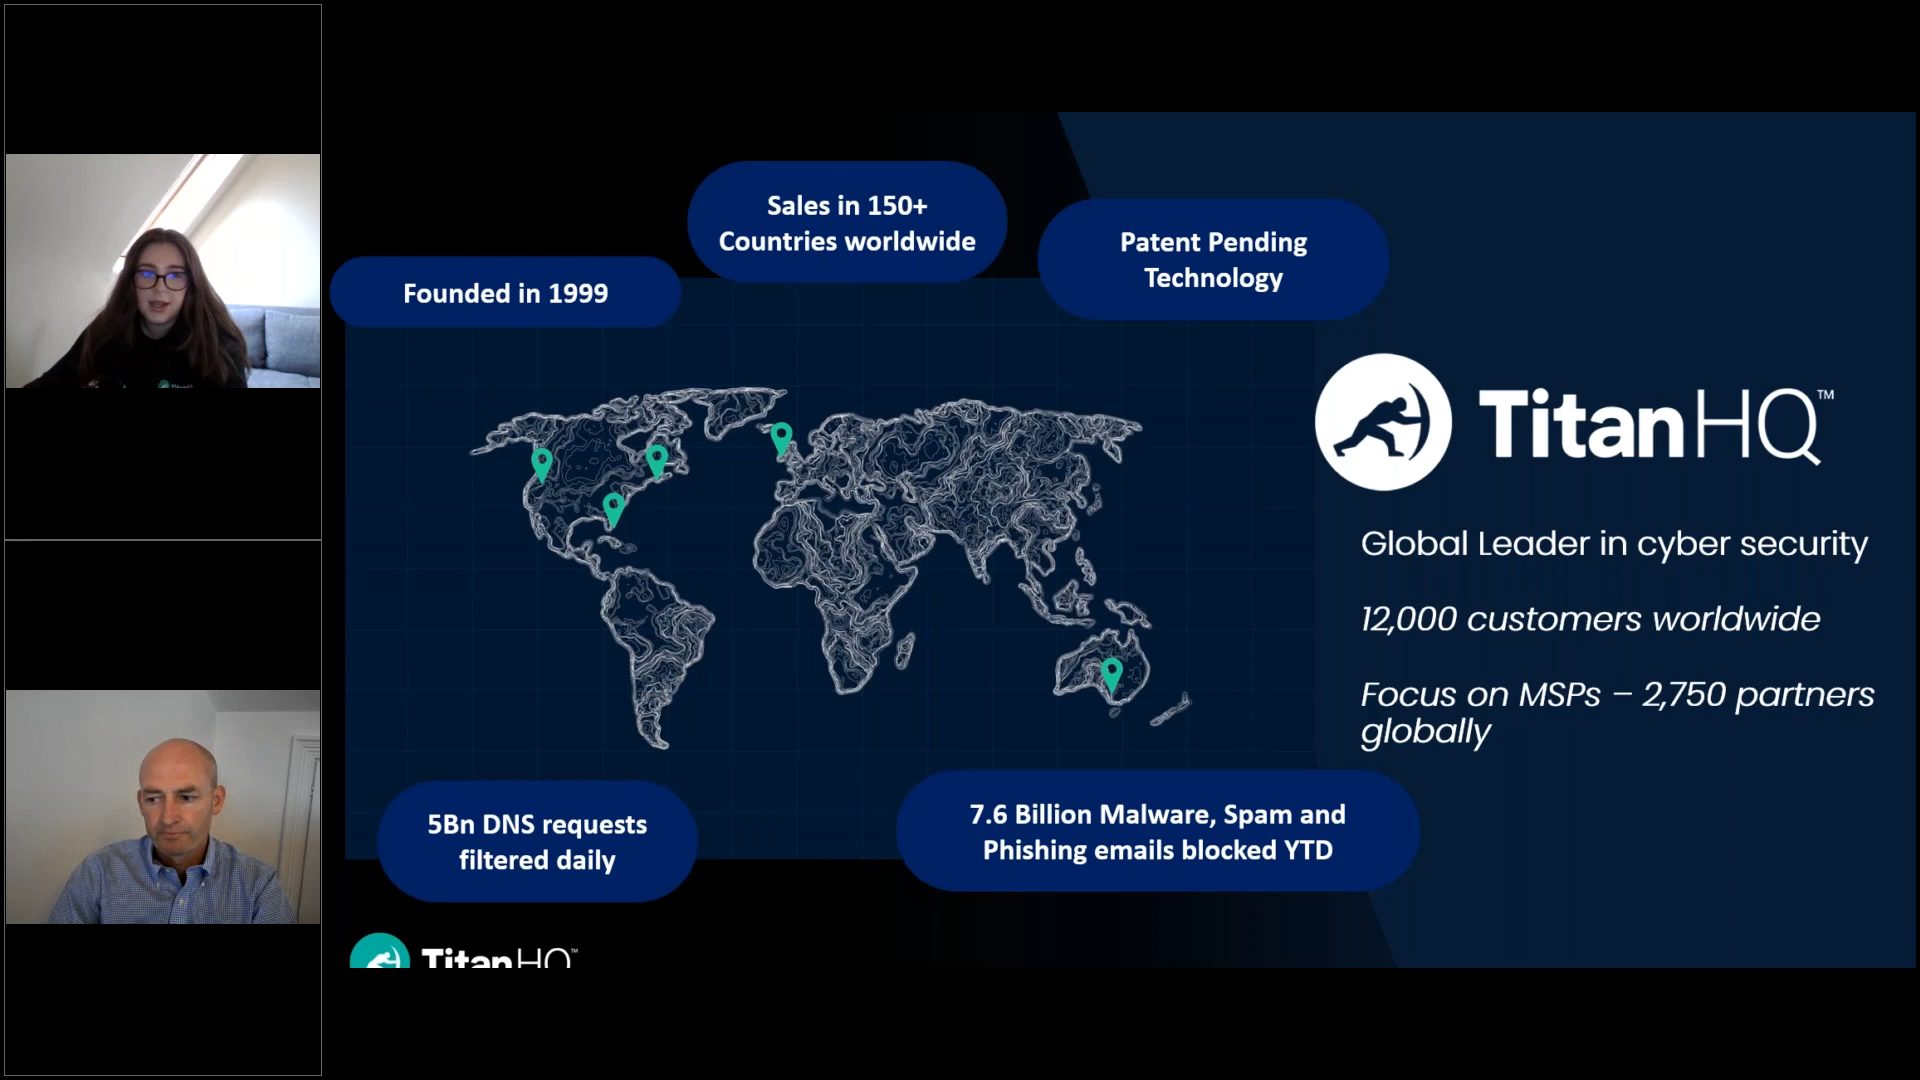 Sales in 150+
Countries worldwide
Patent Pending
Technology
Founded in 1999
TitanHQ™
Global Leader in cyber security
12,000 customers worldwide
Focus on MSPs – 2,750 partners
globally
5Bn DNS requests
filtered daily
7.6 Billion Malware, Spam and
Phishing emails blocked YTD
TitanHQ™